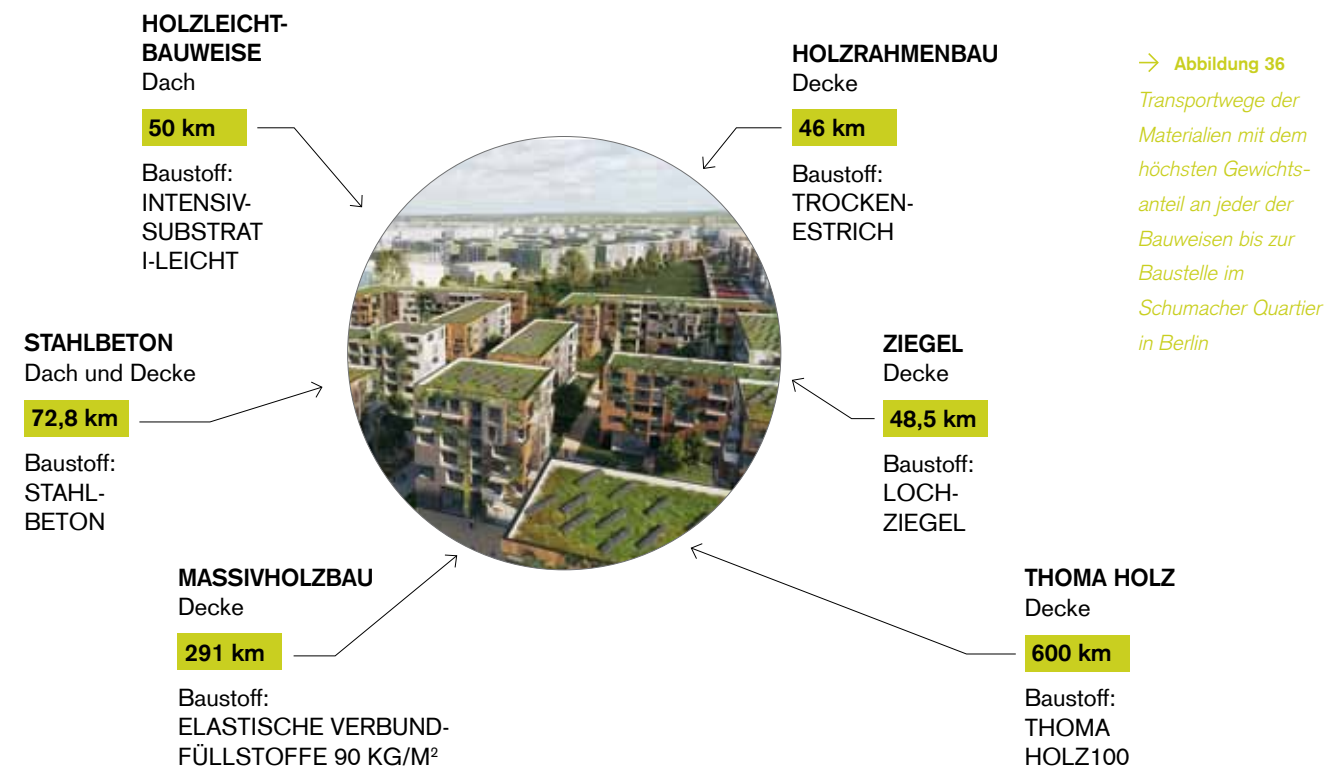 HOLZLEICHT-
BAUWEISE
Dach
50 km
Baustoff:
INTENSIV-
SUBSTRAT
I-LEICHT
HOLZRAHMENBAU
Decke
46 km
Baustoff:
TROCKEN-
ESTRICH
→ Abbildung 36
Transportwege der
Materialien mit dem
höchsten Gewichts-
anteil an jeder der
Bauweisen bis zur
Baustelle im
Schumacher Quartier
in Berlin
STAHLBETON
Dach und Decke
72,8 km
Baustoff:
STAHL-
BETON
ZIEGEL
Decke
48,5 km
Baustoff:
LOCH-
ZIEGEL
MASSIVHOLZBAU
Decke
291 km
Baustoff:
ELASTISCHE VERBUND-
FÜLLSTOFFE 90 KG/M²
THOMA HOLZ
Decke
600 km
Baustoff:
THOMA
HOLZ100